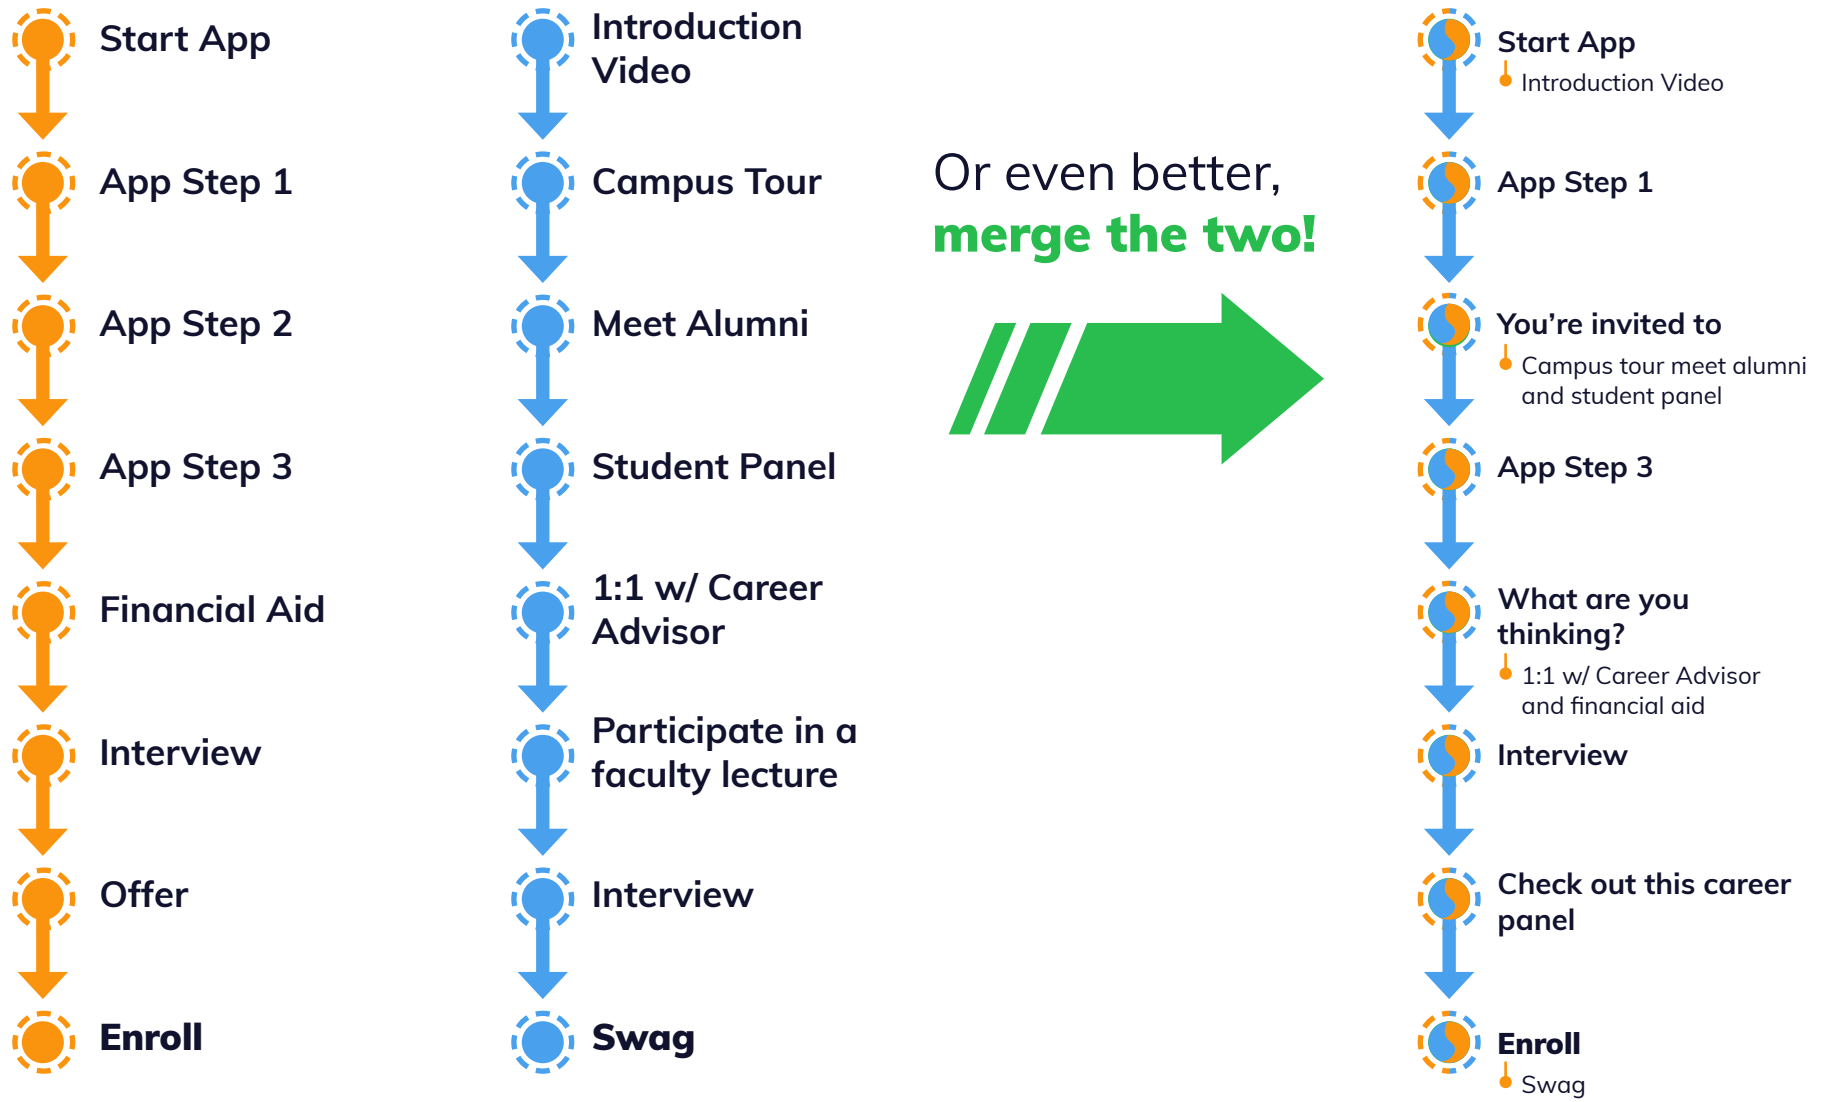 Start App
App Step 1
App Step 2
App Step 3
Financial Aid
Interview
Offer
Enroll
Introduction
Video
Campus Tour
Meet Alumni
Student Panel
1:1 w/ Career
Advisor
Participate in a
faculty lecture
Interview
Swag
Or even better,
merge the two!
Start App
Introduction Video
App Step 1
You’re invited to
Campus tour meet alumni
and student panel
App Step 3
What are you
thinking?
1:1 w/ Career Advisor
and financial aid
Interview
Check out this career
panel
Enroll
Swag